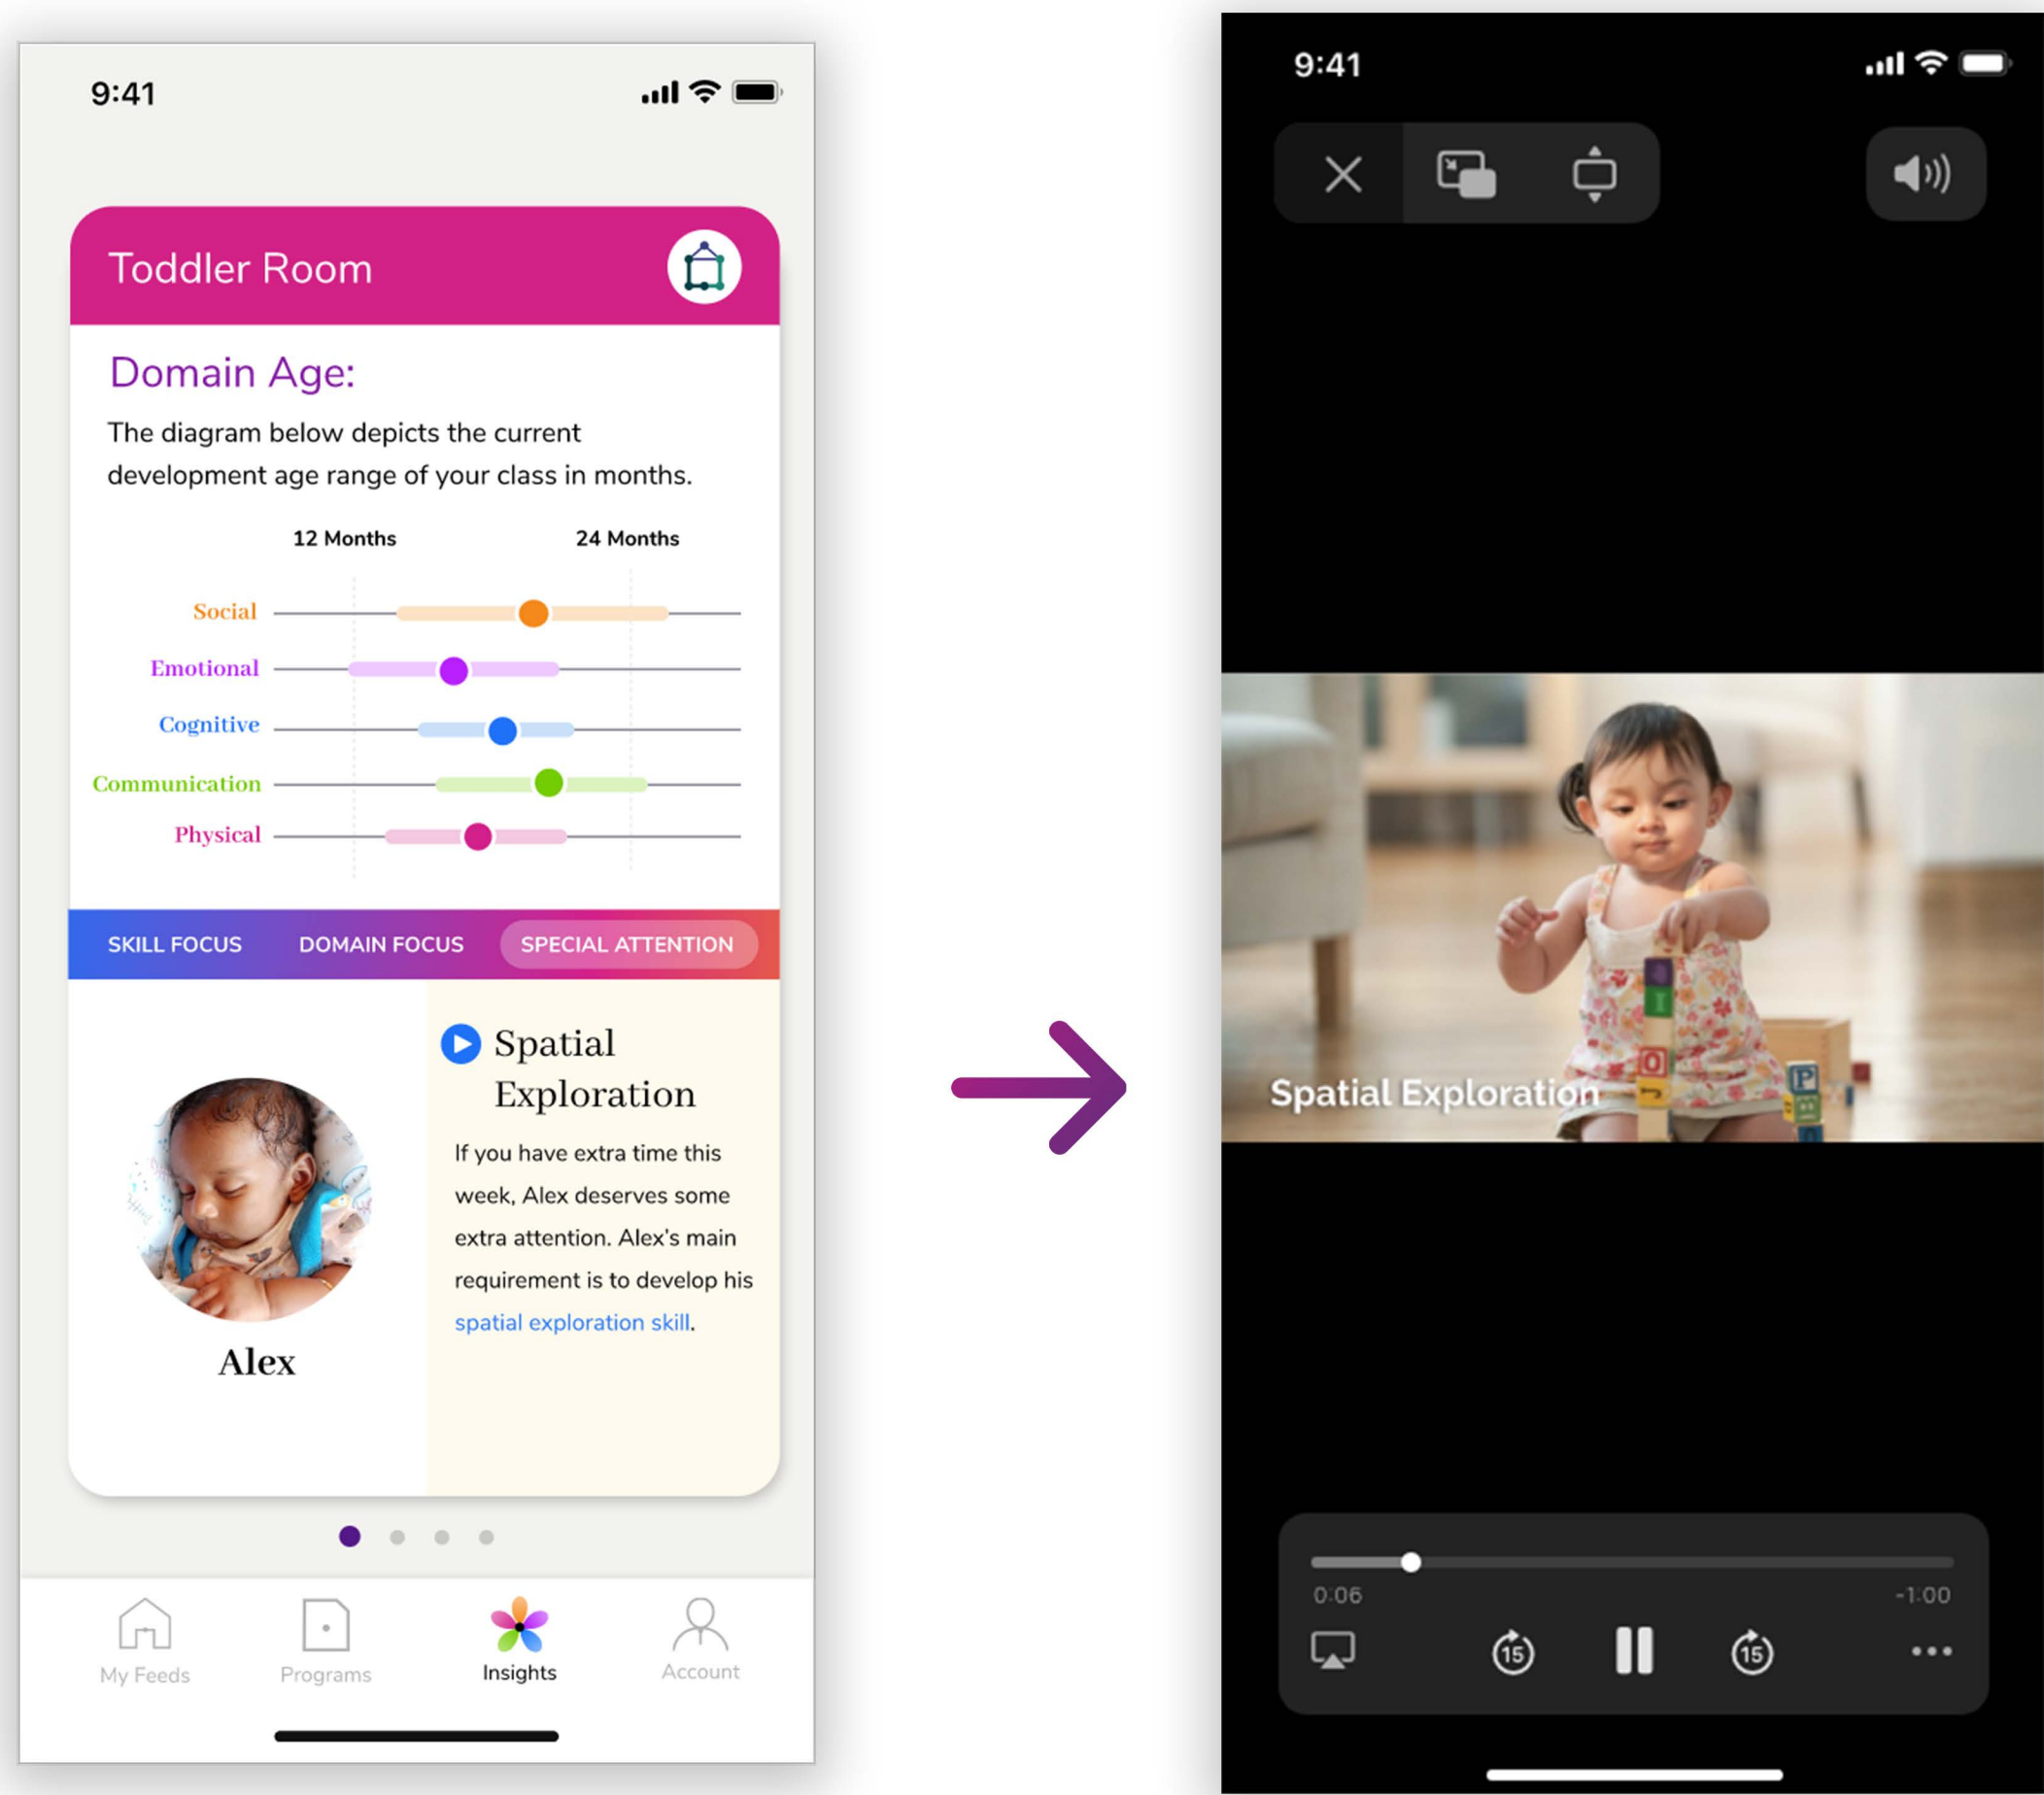 9:41
Toddler Room
Domain Age:
The diagram below depicts the current
development age range of your class in months.
12 Months 24 Months
Social
Emotional
Cognitive
Communication
Physical
SKILL FOCUS DOMAIN FOCUS SPECIAL ATTENTION
Spatial
Exploration
If you have extra time this
week, Alex deserves some
extra attention. Alex's main
requirement is to develop his
spatial exploration skill.
Alex
My Feeds Programs Insights Account
9:41
I
O
J
P
Spatial Exploration
0:06 -1:00
15 15